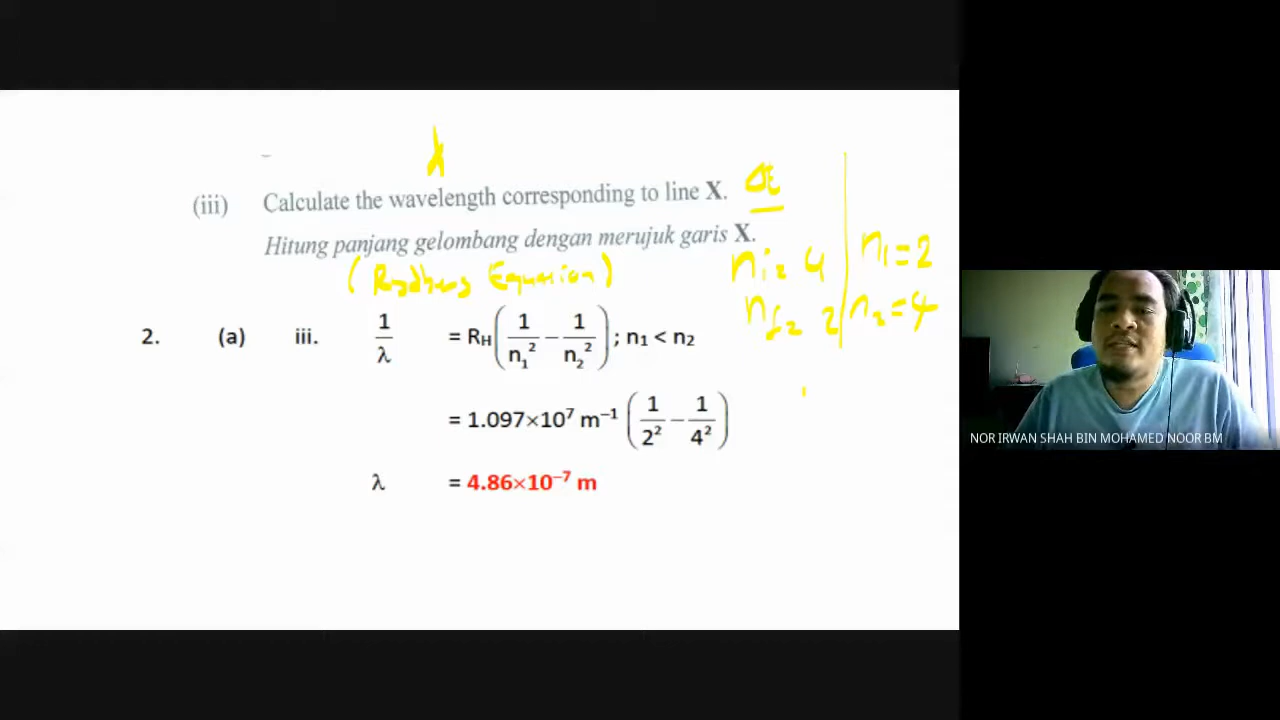 λ
(iii) Calculate the wavelength corresponding to line X. ΔE
Hitung panjang gelombang dengan merujuk garis X.
(Rydberg Equation)
ni = 4 | n1 = 2
nf = 2 | n2 = 4
2. (a) iii. 1/λ = RH(1/n1² − 1/n2²) ; n1 < n2
= 1.097×10⁷ m⁻¹ (1/2² − 1/4²)
λ = 4.86×10⁻⁷ m
NOR IRWAN SHAH BIN MOHAMED NOOR BM